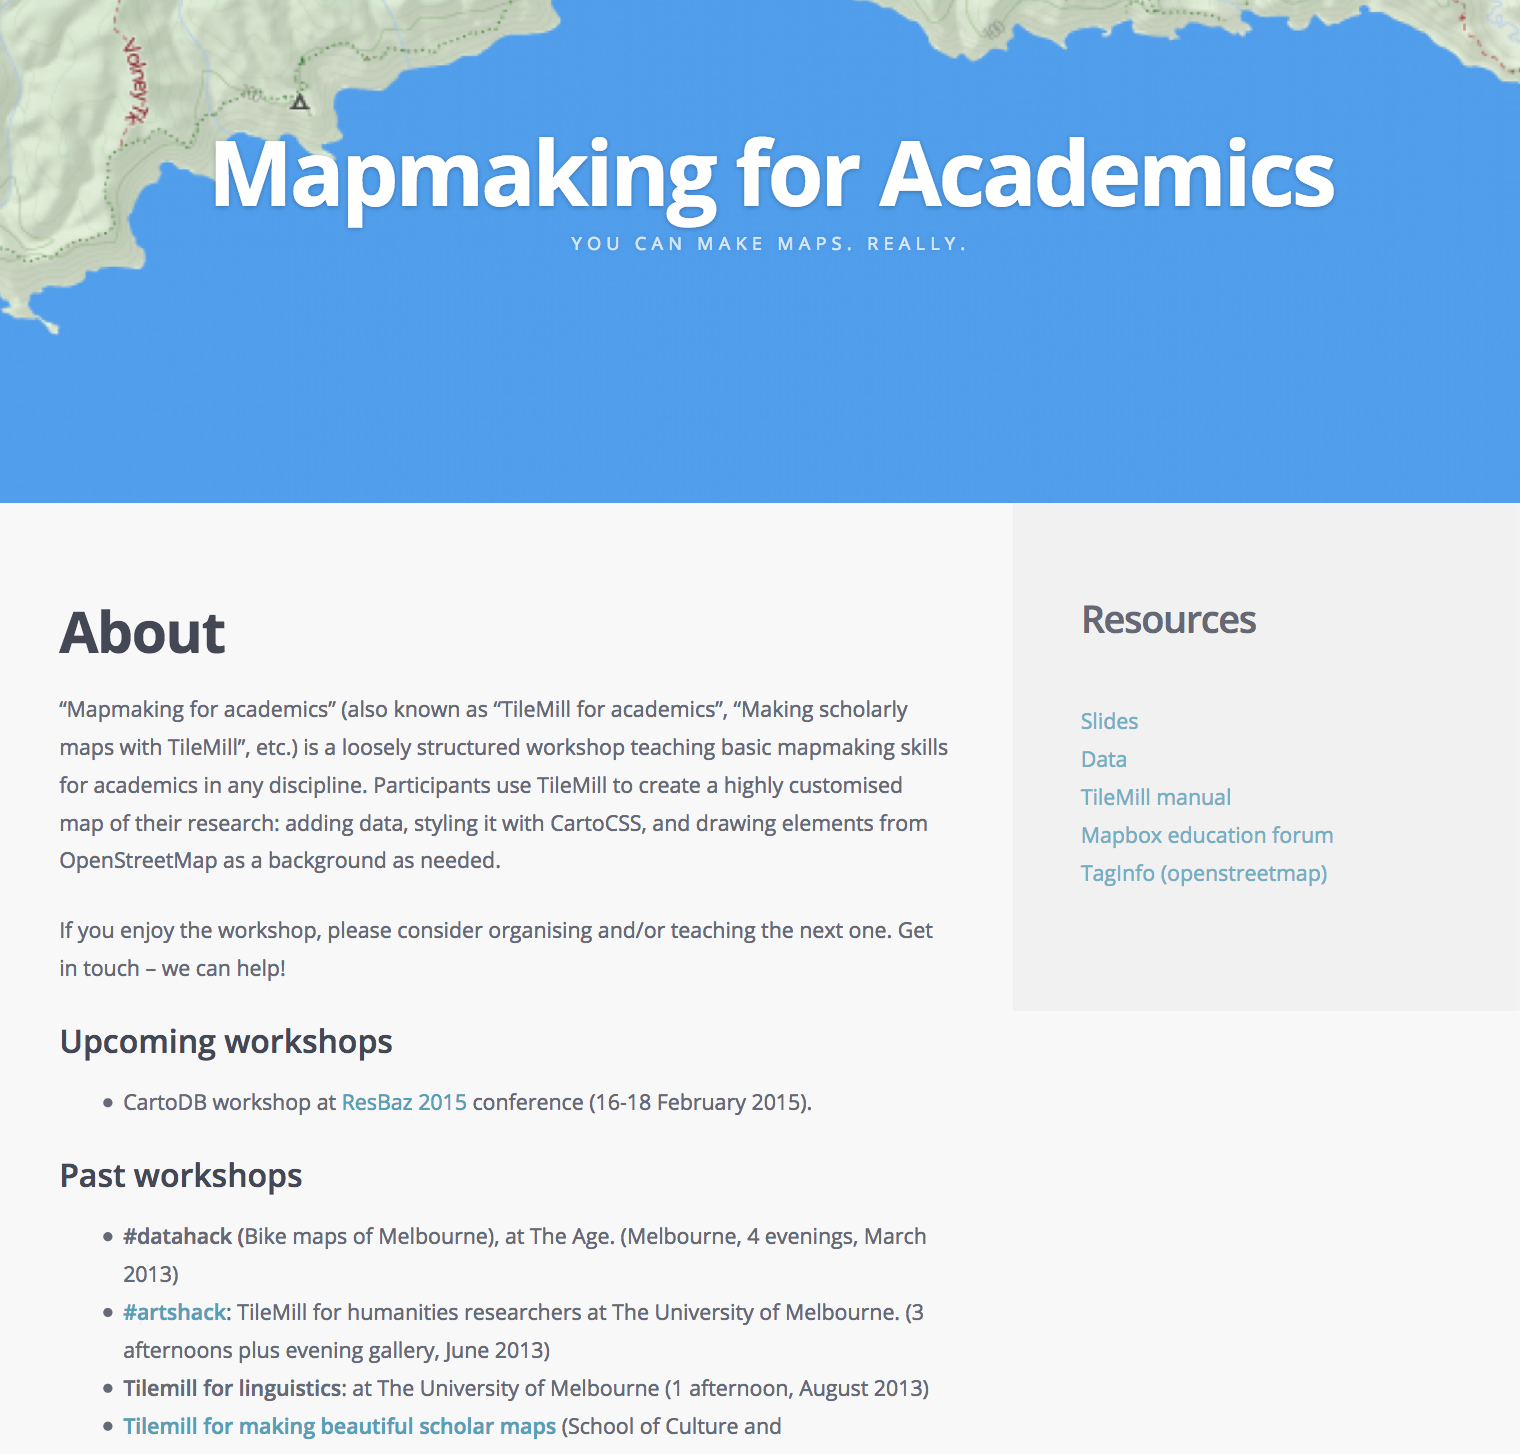 Volney Tk
200
400
Mapmaking for Academics
YOU CAN MAKE MAPS. REALLY.
About
“Mapmaking for academics” (also known as “TileMill for academics”, “Making scholarly
maps with TileMill”, etc.) is a loosely structured workshop teaching basic mapmaking skills
for academics in any discipline. Participants use TileMill to create a highly customised
map of their research: adding data, styling it with CartoCSS, and drawing elements from
OpenStreetMap as a background as needed.
If you enjoy the workshop, please consider organising and/or teaching the next one. Get
in touch – we can help!
Upcoming workshops
• CartoDB workshop at ResBaz 2015 conference (16-18 February 2015).
Past workshops
• #datahack (Bike maps of Melbourne), at The Age. (Melbourne, 4 evenings, March
2013)
• #artshack: TileMill for humanities researchers at The University of Melbourne. (3
afternoons plus evening gallery, June 2013)
• Tilemill for linguistics: at The University of Melbourne (1 afternoon, August 2013)
• Tilemill for making beautiful scholar maps (School of Culture and
Resources
Slides
Data
TileMill manual
Mapbox education forum
TagInfo (openstreetmap)